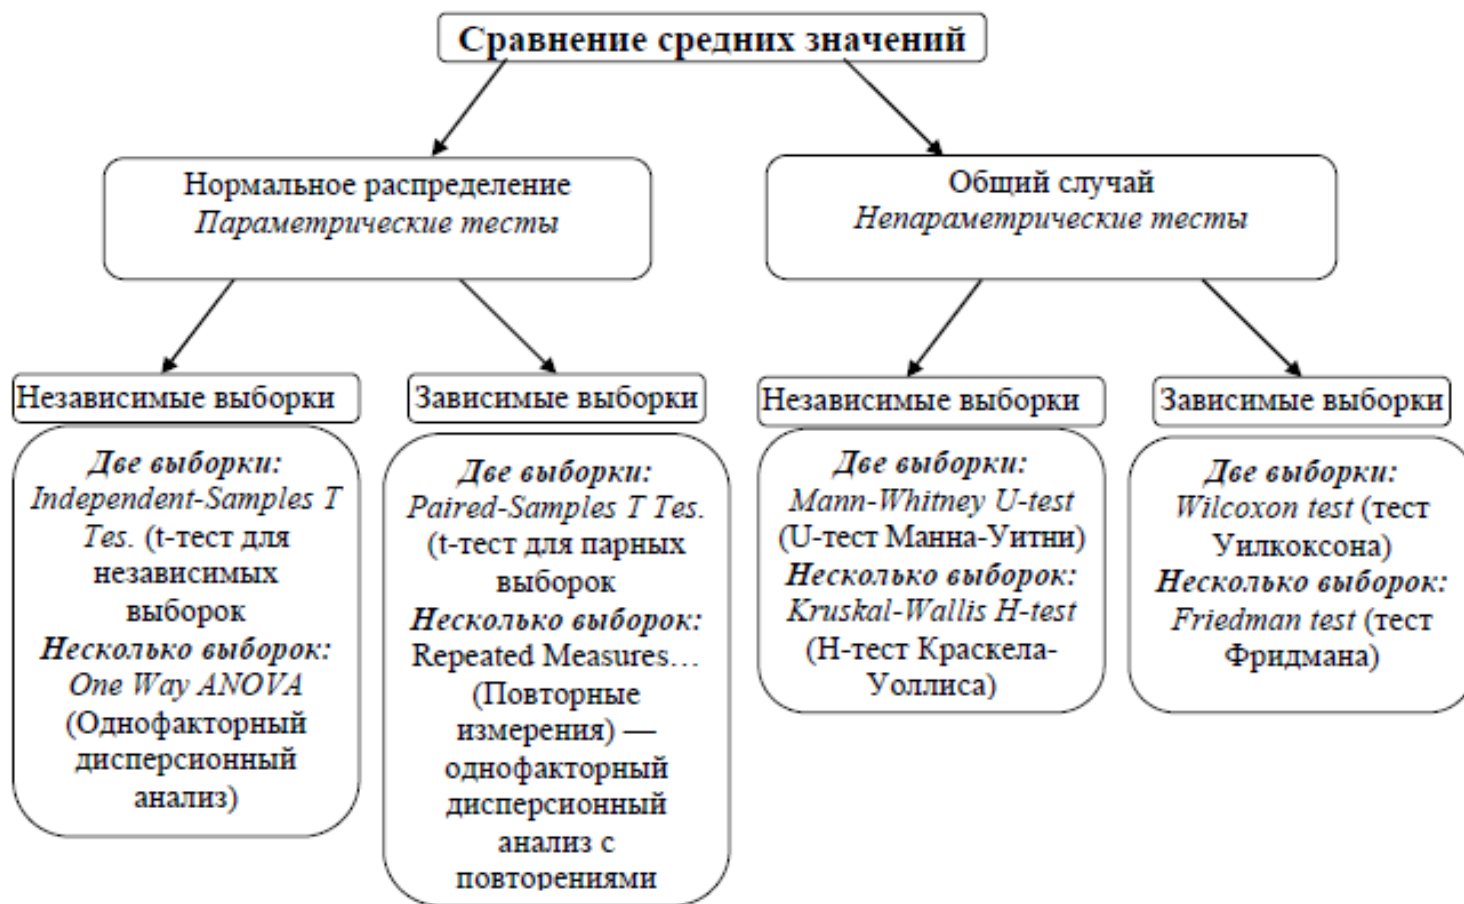 Сравнение средних значений
Нормальное распределение
Параметрические тесты
Общий случай
Непараметрические тесты
Независимые выборки
Две выборки:
Independent-Samples T
Tes. (t-тест для
независимых
выборок
Несколько выборок:
One Way ANOVA
(Однофакторный
дисперсионный
анализ)
Зависимые выборки
Две выборки:
Paired-Samples T Tes.
(t-тест для парных
выборок
Несколько выборок:
Repeated Measures…
(Повторные
измерения) —
однофакторный
дисперсионный
анализ с
повторениями
Независимые выборки
Две выборки:
Mann-Whitney U-test
(U-тест Манна-Уитни)
Несколько выборок:
Kruskal-Wallis H-test
(Н-тест Краскела-
Уоллиса)
Зависимые выборки
Две выборки:
Wilcoxon test (тест
Уилкоксона)
Несколько выборок:
Friedman test (тест
Фридмана)